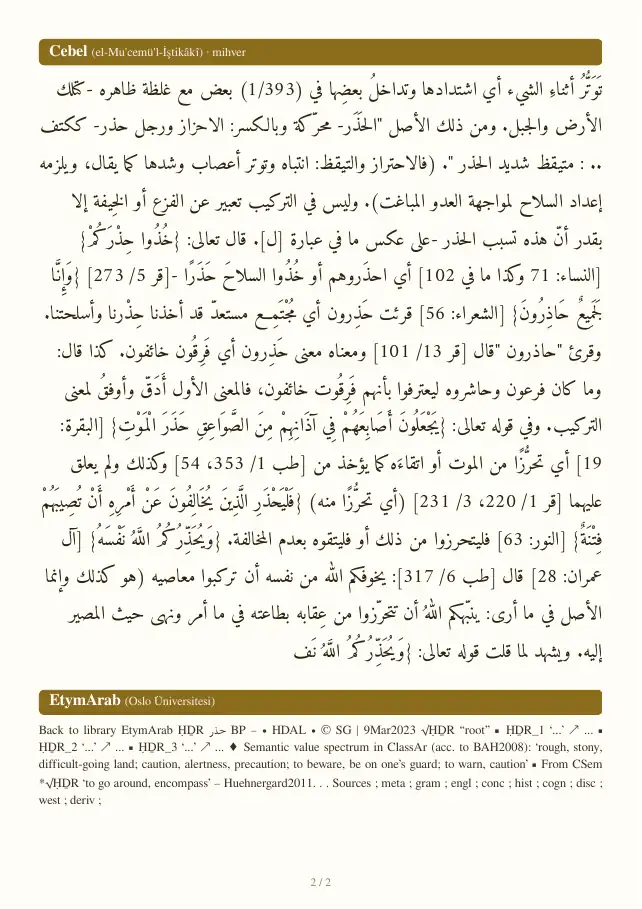 Cebel (el-Mu'cemü'l-İştikâkî) · mihver
تَوَتُّرُ أثناءِ الشيء أي اشتدادها وتداخلُ بعضِها في (1/393) بعض مع غلظة ظاهره -كتلك
الأرض والجبل. ومن ذلك الأصل "الحَذَر- محرّكة وبالكسر: الاحزاز ورجل حذر- ككتف
.. : متيقظ شديد الحذر ". (فالاحتراز والتيقظ: انتباه وتوتر أعصاب وشدها كما يقال، ويلزمه
إعداد السلاح لمواجهة العدو المباغت). وليس في التركيب تعبير عن الفزع أو الخِيفة إلا
بقدر أنّ هذه تسبب الحذر -على عكس ما في عبارة [ل]. قال تعالى: {خُذُوا حِذْرَكُمْ}
[النساء: 71 وكذا ما في 102] أي احذَروهم أو خُذُوا السلاحَ حَذَرًا -[قر 5/ 273] {وَإِنَّا
لَجَمِيعٌ حَاذِرُونَ} [الشعراء: 56] قرئت حَذِرون أي مُجْتَمِع مستعدّ قد أخذنا حِذْرنا وأسلحتنا.
وقرئ "حاذرون "قال [قر 13/ 101] ومعناه معنى حَذِرون أي فَرِقُون خائفون. كذا قال:
وما كان فرعون وحاشروه ليعترفوا بأنهم فَرِقُوت خائفون، فالمعنى الأول أَدَقّ وأوفقُ لمعنى
التركيب. وفي قوله تعالى: {يَجْعَلُونَ أَصَابِعَهُمْ فِي آذَانِهِمْ مِنَ الصَّوَاعِقِ حَذَرَ الْمَوْتِ} [البقرة:
19] أي تحرُّزًا من الموت أو اتقاءَه كما يؤخذ من [طب 1/ 353، 54] وكذلك ولم يعلق
عليهما [قر 1/ 220، 3/ 231] (أي تحرُّزًا منه) {فَلْيَحْذَرِ الَّذِينَ يُخَالِفُونَ عَنْ أَمْرِهِ أَنْ تُصِيبَهُمْ
فِتْنَةٌ} [النور: 63] فليتحرزوا من ذلك أو فليتقوه بعدم المخالفة. {وَيُحَذِّرُكُمُ اللَّهُ نَفْسَهُ} [آل
عمران: 28] قال [طب 6/ 317]: يخوفكم الله من نفسه أن تركبوا معاصيه (هو كذلك وإنما
الأصل في ما أرى: ينبّهكم اللهُ أن تتحرّزوا من عِقابه بطاعته في ما أمر ونهى حيث المصير
إليه. ويشهد لما قلت قوله تعالى: {وَيُحَذِّرُكُمُ اللَّهُ نَف
EtymArab (Oslo Üniversitesi)
Back to library EtymArab ḤḎR حذر BP – • HDAL • © SG | 9Mar2023 √ḤḎR “root” ▪ ḤḎR_1 ‘...’ ↗ ... ▪
ḤḎR_2 ‘...’ ↗ ... ▪ ḤḎR_3 ‘...’ ↗ ... ♦ Semantic value spectrum in ClassAr (acc. to BAH2008): ‘rough, stony,
difficult-going land; caution, alertness, precaution; to beware, be on one’s guard; to warn, caution’ ▪ From CSem
*√ḤḎR ‘to go around, encompass’ – Huehnergard2011. . . Sources ; meta ; gram ; engl ; conc ; hist ; cogn ; disc ;
west ; deriv ;
2 / 2